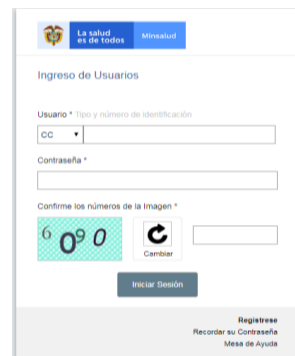 La salud
es de todos
Minsalud
Ingreso de Usuarios
Usuario * Tipo y número de identificación
CC
Contraseña *
Confirme los números de la Imagen *
6 0 9 0
Cambiar
Iniciar Sesión
Registrese
Recordar su Contraseña
Mesa de Ayuda